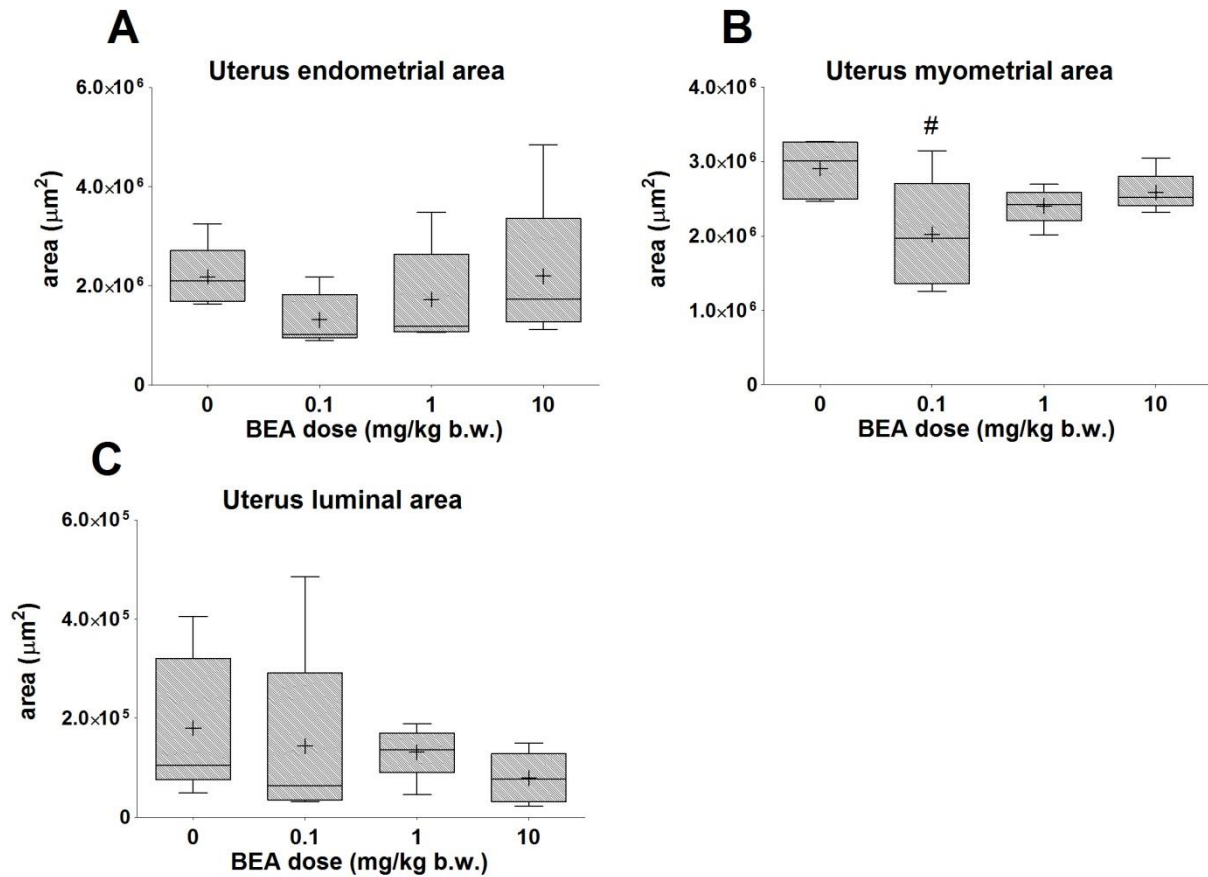 A
Uterus endometrial area
6.0×10⁶
4.0×10⁶
2.0×10⁶
0
area (μm²)
0 0.1 1 10
BEA dose (mg/kg b.w.)
B
Uterus myometrial area
4.0×10⁶
3.0×10⁶
2.0×10⁶
1.0×10⁶
0
area (μm²)
#
0 0.1 1 10
BEA dose (mg/kg b.w.)
C
Uterus luminal area
6.0×10⁵
4.0×10⁵
2.0×10⁵
0
area (μm²)
0 0.1 1 10
BEA dose (mg/kg b.w.)